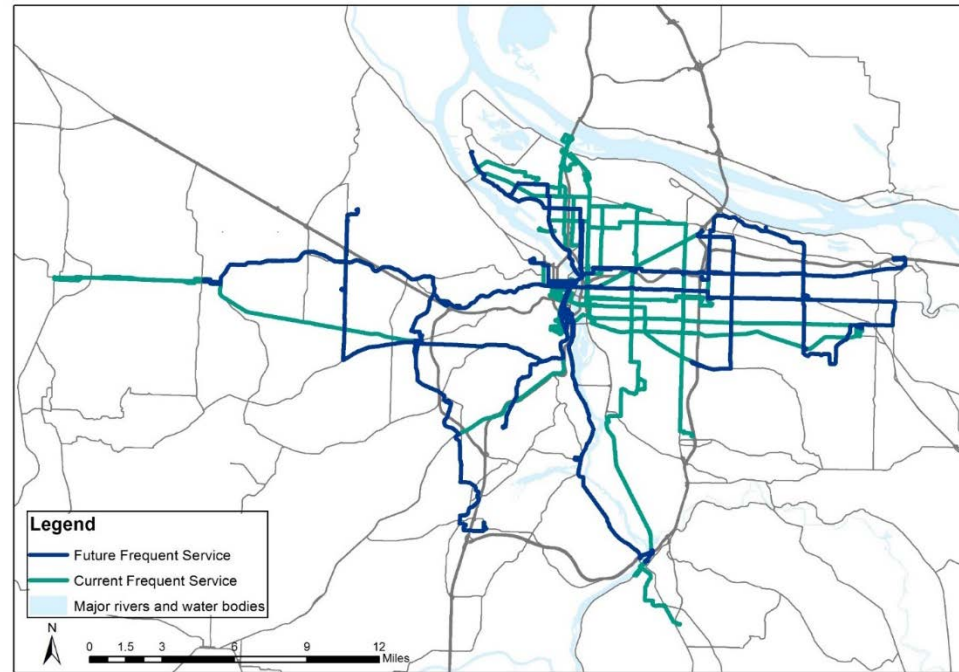 Legend
Future Frequent Service
Current Frequent Service
Major rivers and water bodies
N
0 1.5 3 6 9 12
Miles